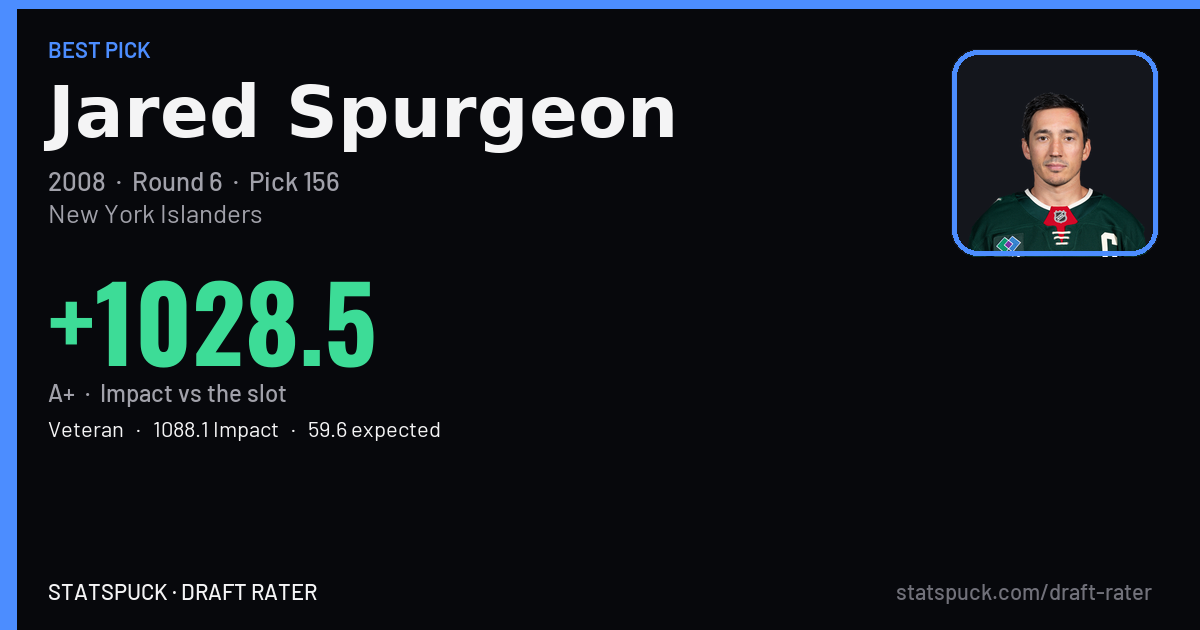 BEST PICK
Jared Spurgeon
2008 · Round 6 · Pick 156
New York Islanders
+1028.5
A+ · Impact vs the slot
Veteran · 1088.1 Impact · 59.6 expected
STATSPUCK · DRAFT RATER
statspuck.com/draft-rater